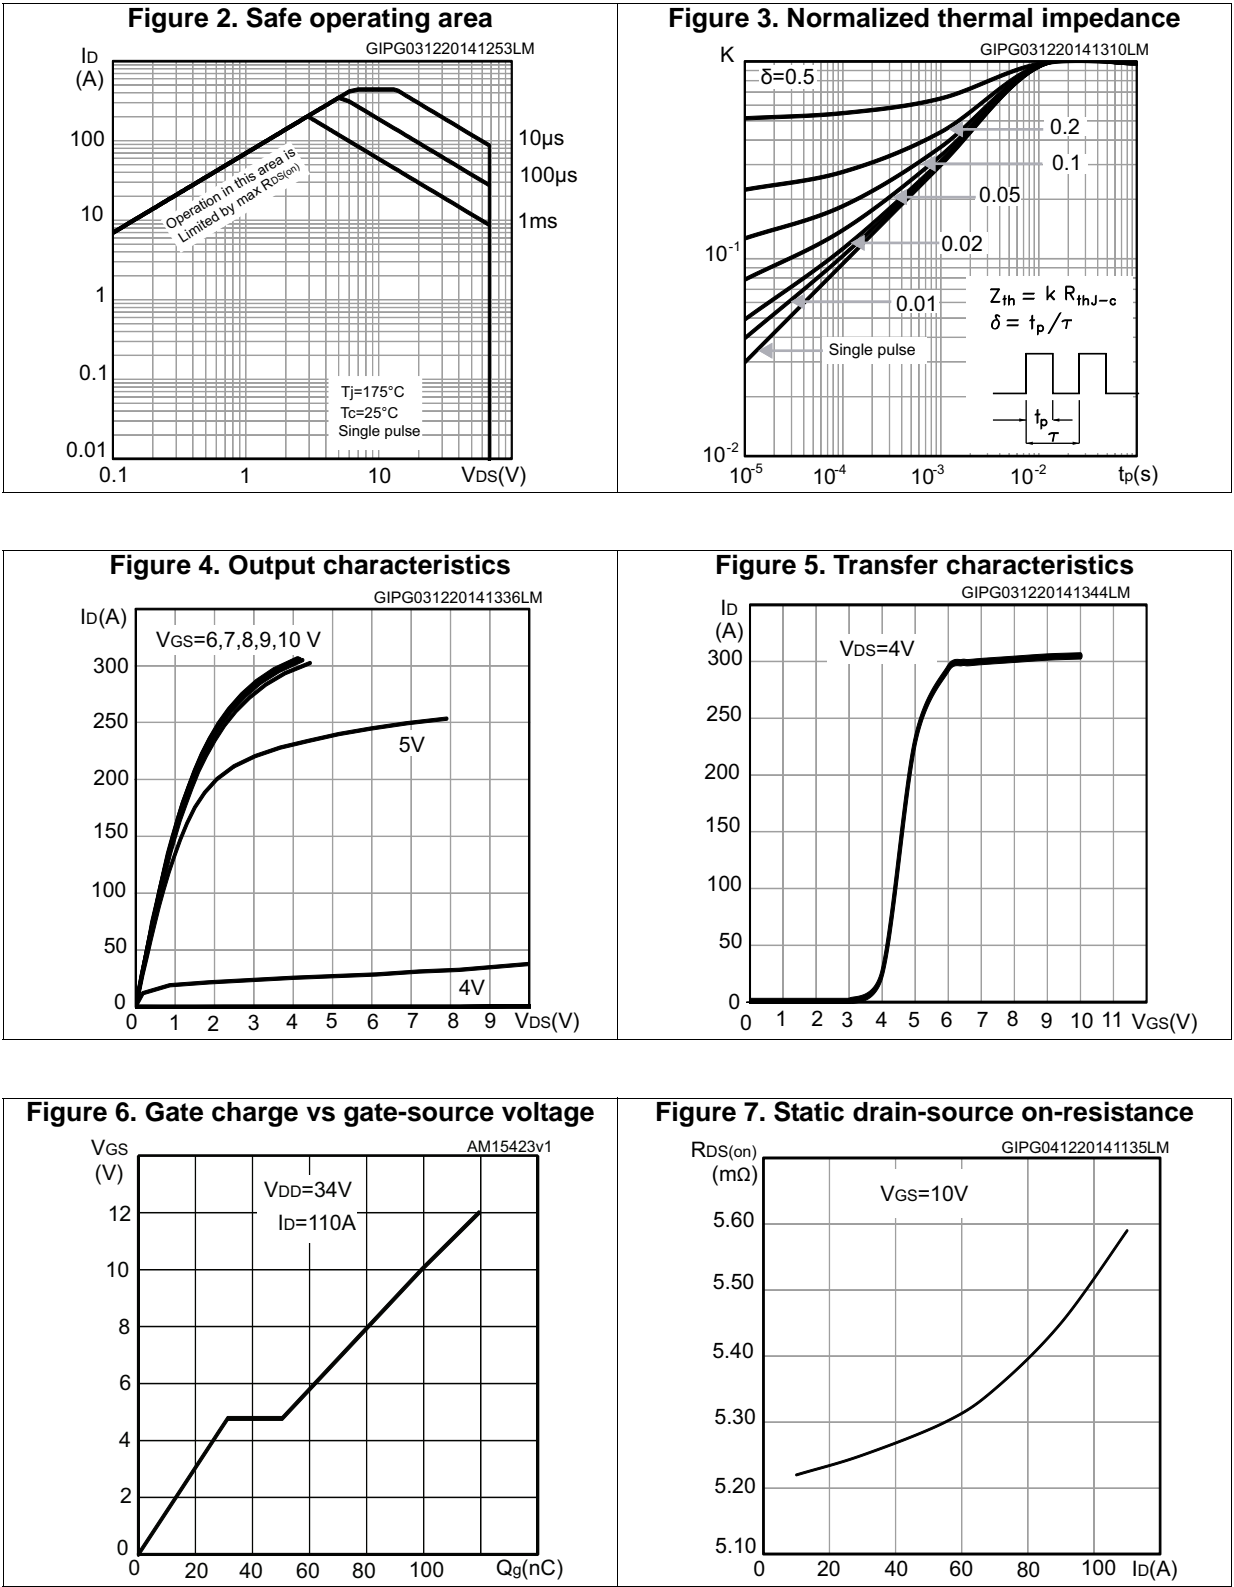 Figure 2. Safe operating area
GIPG031220141253LM
ID
(A)
100
10
1
0.1
0.01
0.1
1
10
VDS(V)
10µs
100µs
1ms
Operation in this area is
Limited by max RDS(on)
Tj=175°C
Tc=25°C
Single pulse
Figure 3. Normalized thermal impedance
GIPG031220141310LM
K
δ=0.5
0.2
0.1
0.05
0.02
0.01
Single pulse
10-1
10-2
10-5
10-4
10-3
10-2
tp(s)
Zth = k RthJ-c
δ = tp/τ
tp
τ
Figure 4. Output characteristics
GIPG031220141336LM
ID(A)
VGS=6,7,8,9,10 V
300
250
200
150
100
50
0
5V
4V
0 1 2 3 4 5 6 7 8 9 VDS(V)
Figure 5. Transfer characteristics
GIPG031220141344LM
ID
(A)
VDS=4V
300
250
200
150
100
50
0
0 1 2 3 4 5 6 7 8 9 10 11 VGS(V)
Figure 6. Gate charge vs gate-source voltage
AM15423v1
VGS
(V)
VDD=34V
ID=110A
12
10
8
6
4
2
0
0 20 40 60 80 100 Qg(nC)
Figure 7. Static drain-source on-resistance
GIPG041220141135LM
RDS(on)
(mΩ)
VGS=10V
5.60
5.50
5.40
5.30
5.20
5.10
0 20 40 60 80 100 ID(A)